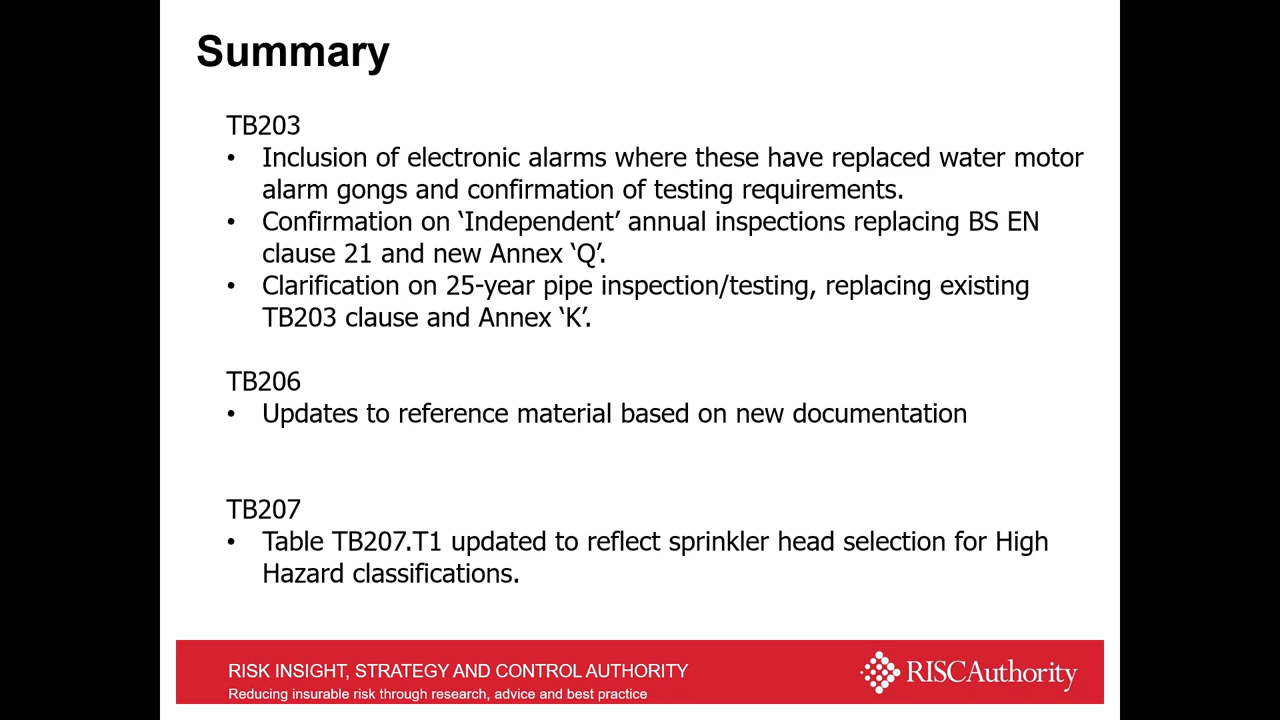 Summary
TB203
• Inclusion of electronic alarms where these have replaced water motor
alarm gongs and confirmation of testing requirements.
• Confirmation on ‘Independent’ annual inspections replacing BS EN
clause 21 and new Annex ‘Q’.
• Clarification on 25-year pipe inspection/testing, replacing existing
TB203 clause and Annex ‘K’.
TB206
• Updates to reference material based on new documentation
TB207
• Table TB207.T1 updated to reflect sprinkler head selection for High
Hazard classifications.
RISK INSIGHT, STRATEGY AND CONTROL AUTHORITY
Reducing insurable risk through research, advice and best practice
RISCAuthority